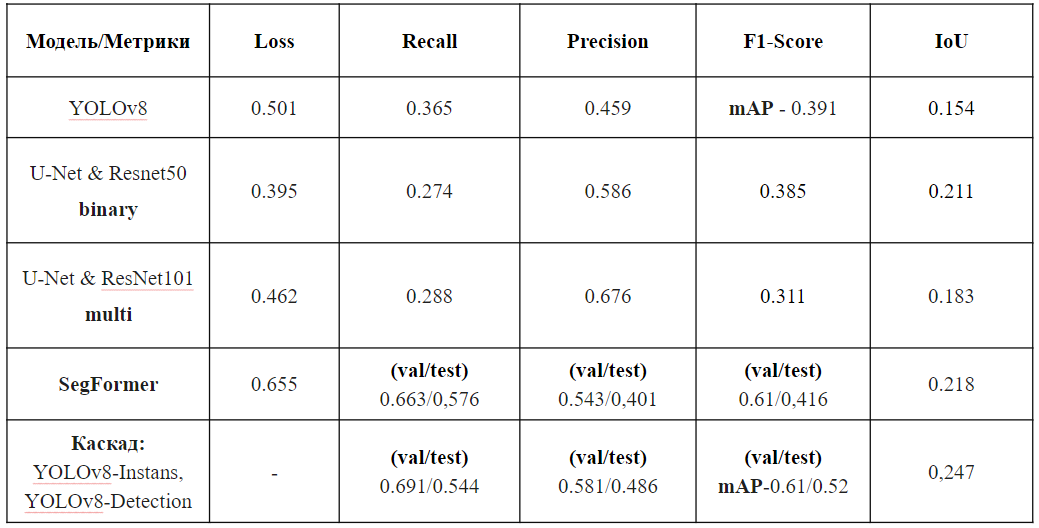 Модель/Метрики Loss Recall Precision F1-Score IoU
YOLOv8 0.501 0.365 0.459 mAP - 0.391 0.154
U-Net & Resnet50
binary
0.395 0.274 0.586 0.385 0.211
U-Net & ResNet101
multi
0.462 0.288 0.676 0.311 0.183
SegFormer 0.655
(val/test)
0.663/0,576
(val/test)
0.543/0,401
(val/test)
0.61/0,416
0.218
Каскад:
YOLOv8-Instans,
YOLOv8-Detection
-
(val/test)
0.691/0.544
(val/test)
0.581/0.486
(val/test)
mAP-0.61/0.52
0,247